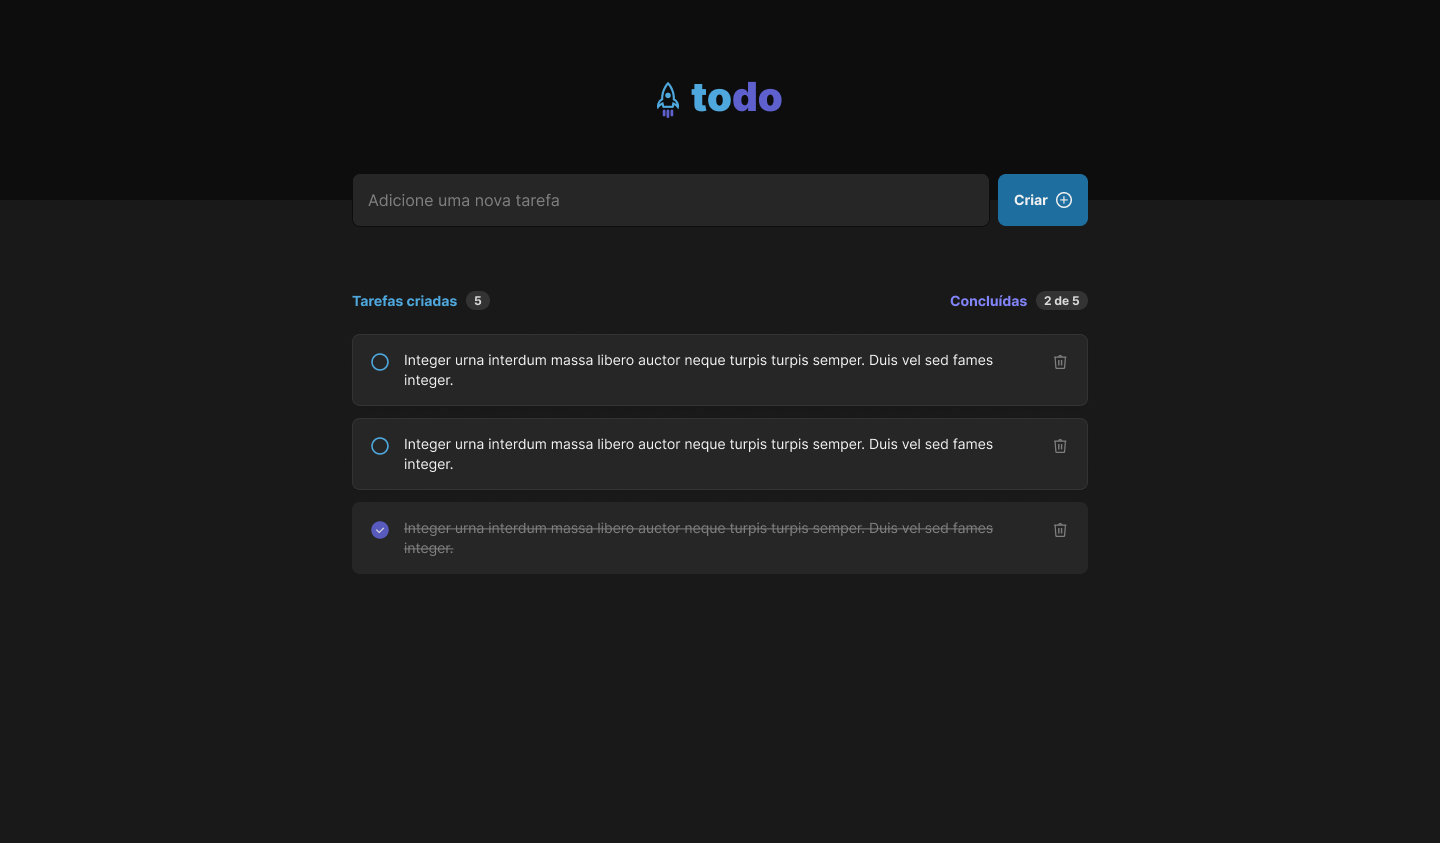 todo
Adicione uma nova tarefa
Criar
Tarefas criadas 5
Concluídas 2 de 5
Integer urna interdum massa libero auctor neque turpis turpis semper. Duis vel sed fames
integer.
Integer urna interdum massa libero auctor neque turpis turpis semper. Duis vel sed fames
integer.
Integer urna interdum massa libero auctor neque turpis turpis semper. Duis vel sed fames
integer.